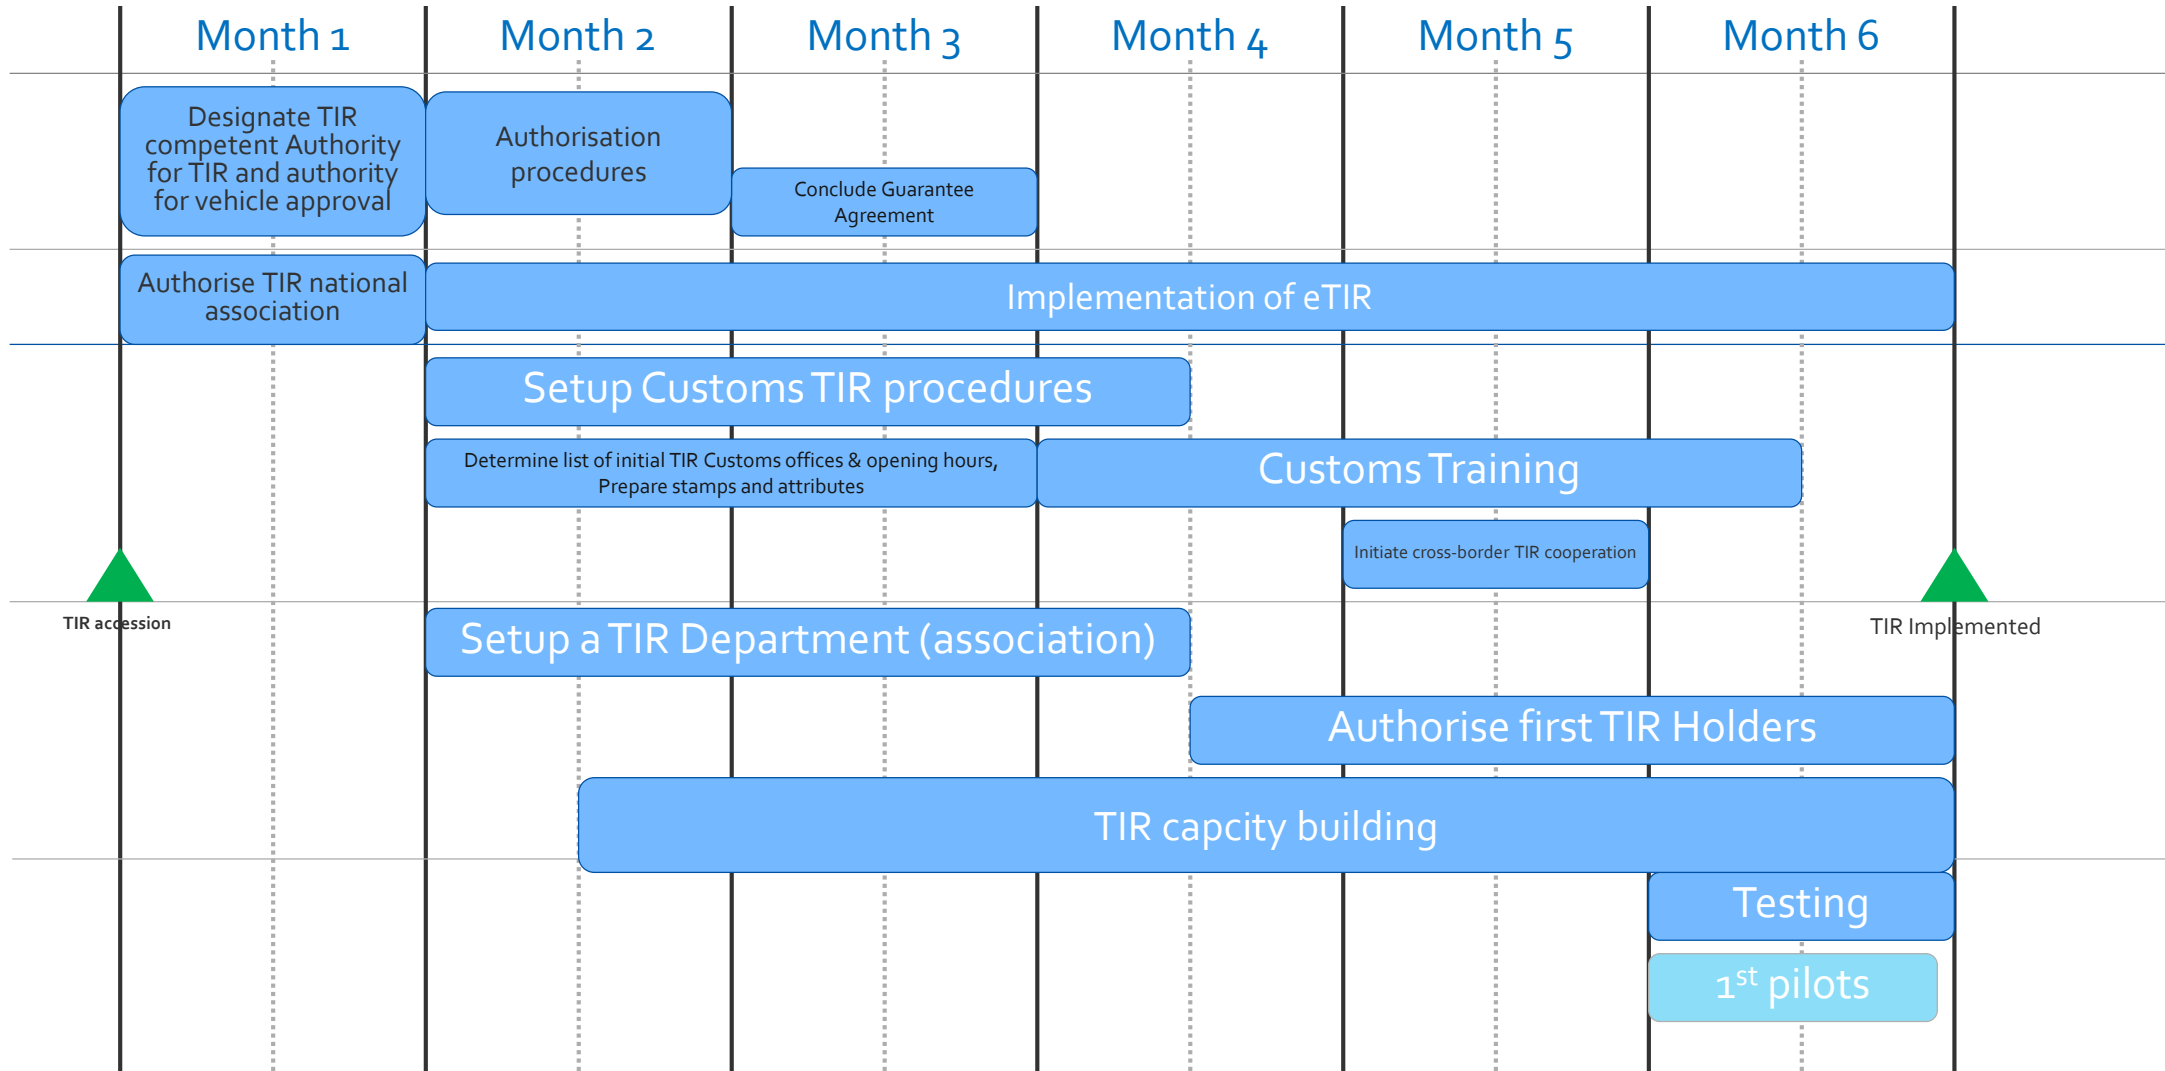 Month 1
Month 2
Month 3
Month 4
Month 5
Month 6
Designate TIR
competent Authority
for TIR and authority
for vehicle approval
Authorisation
procedures
Conclude Guarantee
Agreement
Authorise TIR national
association
Implementation of eTIR
Setup Customs TIR procedures
Determine list of initial TIR Customs offices & opening hours,
Prepare stamps and attributes
Customs Training
Initiate cross-border TIR cooperation
TIR accession
TIR Implemented
Setup a TIR Department (association)
Authorise first TIR Holders
TIR capcity building
Testing
1st pilots